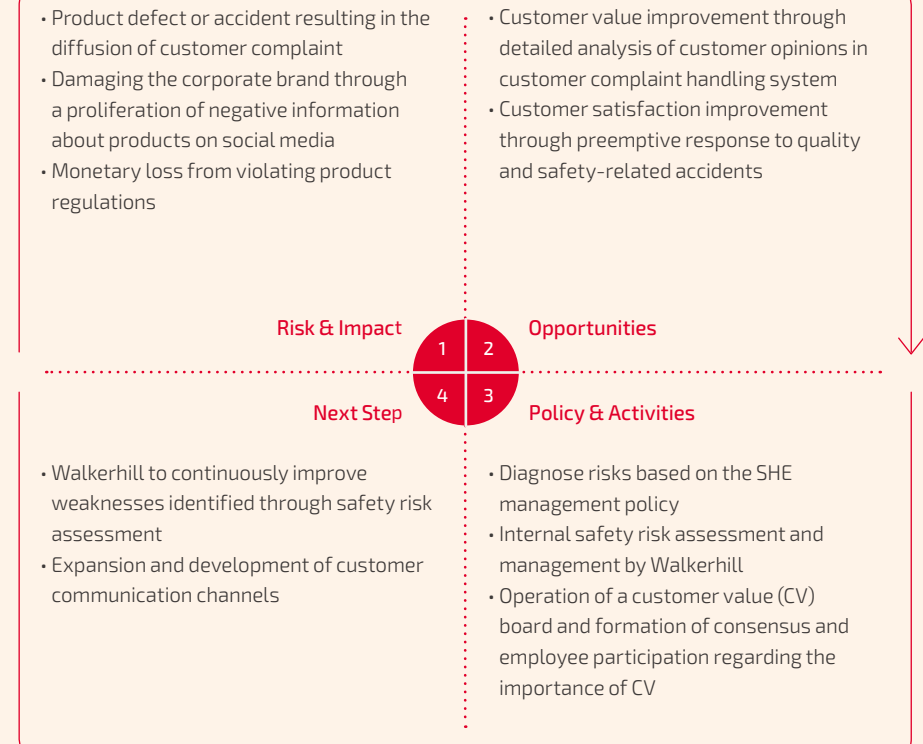 • Product defect or accident resulting in the
diffusion of customer complaint
• Damaging the corporate brand through
a proliferation of negative information
about products on social media
• Monetary loss from violating product
regulations
• Customer value improvement through
detailed analysis of customer opinions in
customer complaint handling system
• Customer satisfaction improvement
through preemptive response to quality
and safety-related accidents
Risk & Impact
1
2
Opportunities
Next Step
4
3
Policy & Activities
• Walkerhill to continuously improve
weaknesses identified through safety risk
assessment
• Expansion and development of customer
communication channels
• Diagnose risks based on the SHE
management policy
• Internal safety risk assessment and
management by Walkerhill
• Operation of a customer value (CV)
board and formation of consensus and
employee participation regarding the
importance of CV